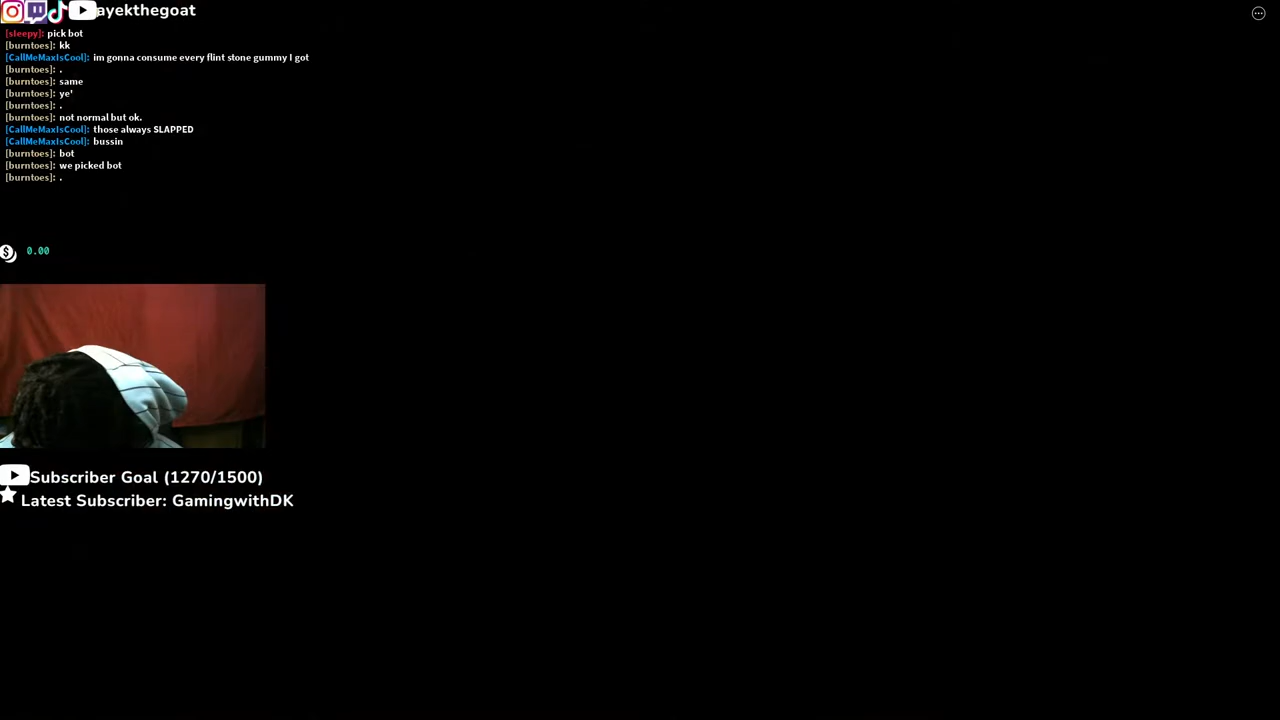 ayekthegoat
[sleepy]: pick bot
[burntoes]: kk
[CallMeMaxIsCool]: im gonna consume every flint stone gummy I got
[burntoes]: .
[burntoes]: same
[burntoes]: ye'
[burntoes]: .
[burntoes]: not normal but ok.
[CallMeMaxIsCool]: those always SLAPPED
[CallMeMaxIsCool]: bussin
[burntoes]: bot
[burntoes]: we picked bot
[burntoes]: .
$ 0.00
Subscriber Goal (1270/1500)
Latest Subscriber: GamingwithDK